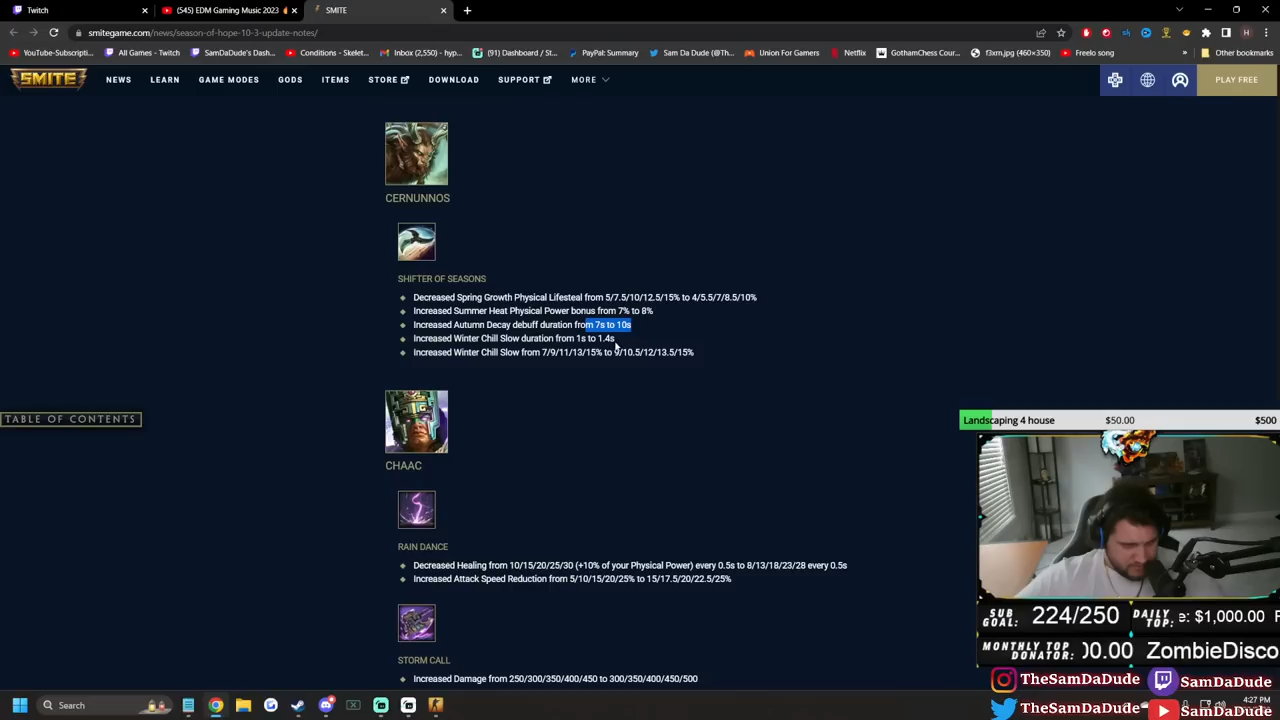 Twitch
(545) EDM Gaming Music 2023
SMITE
smitegame.com/news/season-of-hope-10-3-update-notes/
YouTube-Subscripti...
All Games - Twitch
SamDaDude's Dash...
Conditions - Skelet...
Inbox (2,550) - hypp...
(91) Dashboard / St...
PayPal: Summary
Sam Da Dude (@Th...
Union For Gamers
Netflix
GothamChess Cour...
f3xrn.jpg (460×350)
Freelo song
Other bookmarks
SMITE
NEWS
LEARN
GAME MODES
GODS
ITEMS
STORE
DOWNLOAD
SUPPORT
MORE
PLAY FREE
CERNUNNOS
SHIFTER OF SEASONS
Decreased Spring Growth Physical Lifesteal from 5/7.5/10/12.5/15% to 4/5.5/7/8.5/10%
Increased Summer Heat Physical Power bonus from 7% to 8%
Increased Autumn Decay debuff duration from 7s to 10s
Increased Winter Chill Slow duration from 1s to 1.4s
Increased Winter Chill Slow from 7/9/11/13/15% to 9/10.5/12/13.5/15%
TABLE OF CONTENTS
Landscaping 4 house $50.00 $500
CHAAC
RAIN DANCE
Decreased Healing from 10/15/20/25/30 (+10% of your Physical Power) every 0.5s to 8/13/18/23/28 every 0.5s
Increased Attack Speed Reduction from 5/10/15/20/25% to 15/17.5/20/22.5/25%
STORM CALL
Increased Damage from 250/300/350/400/450 to 300/350/400/450/500
SUB GOAL: 224/250
DAILY TOP: e: $1,000.00
MONTHLY TOP DONATOR: 00.00 ZombieDisco
TheSamDaDude
SamDaDude
TheSamDaDude
SamDaDude
Search
4:27 PM